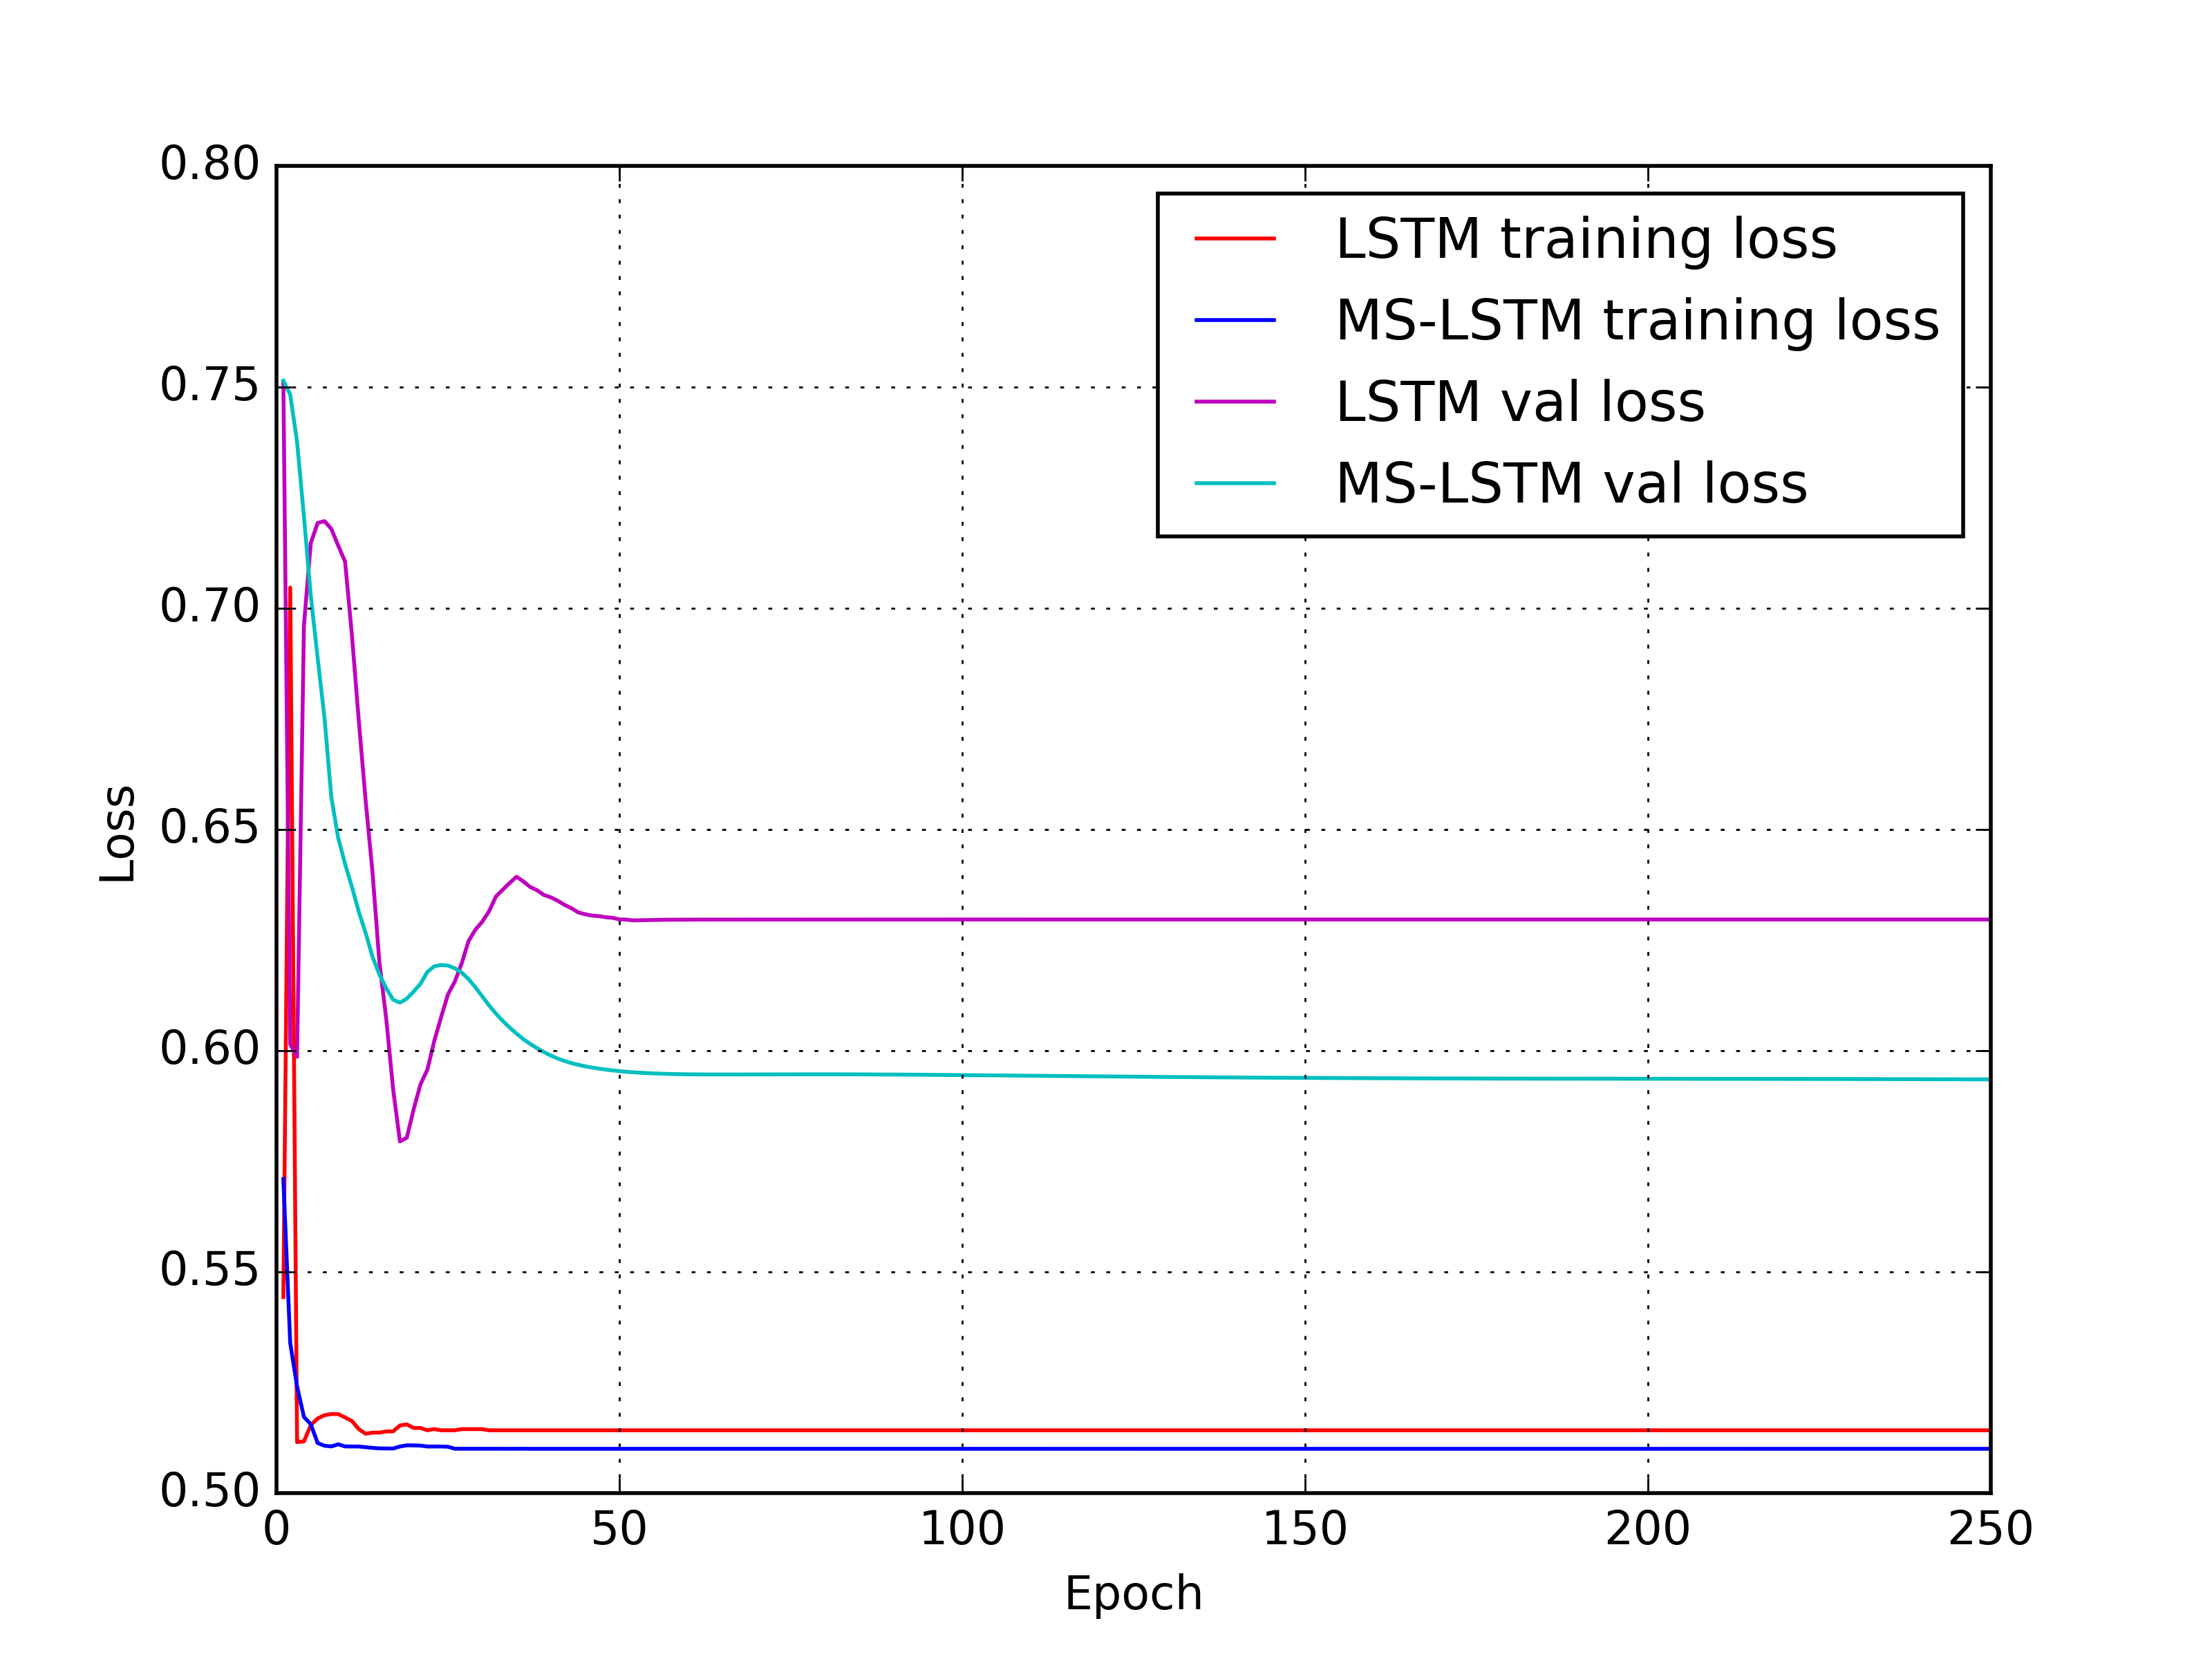 0.80
0.75
0.70
0.65
0.60
0.55
0.50
Loss
LSTM training loss
MS-LSTM training loss
LSTM val loss
MS-LSTM val loss
0 50 100 150 200 250
Epoch